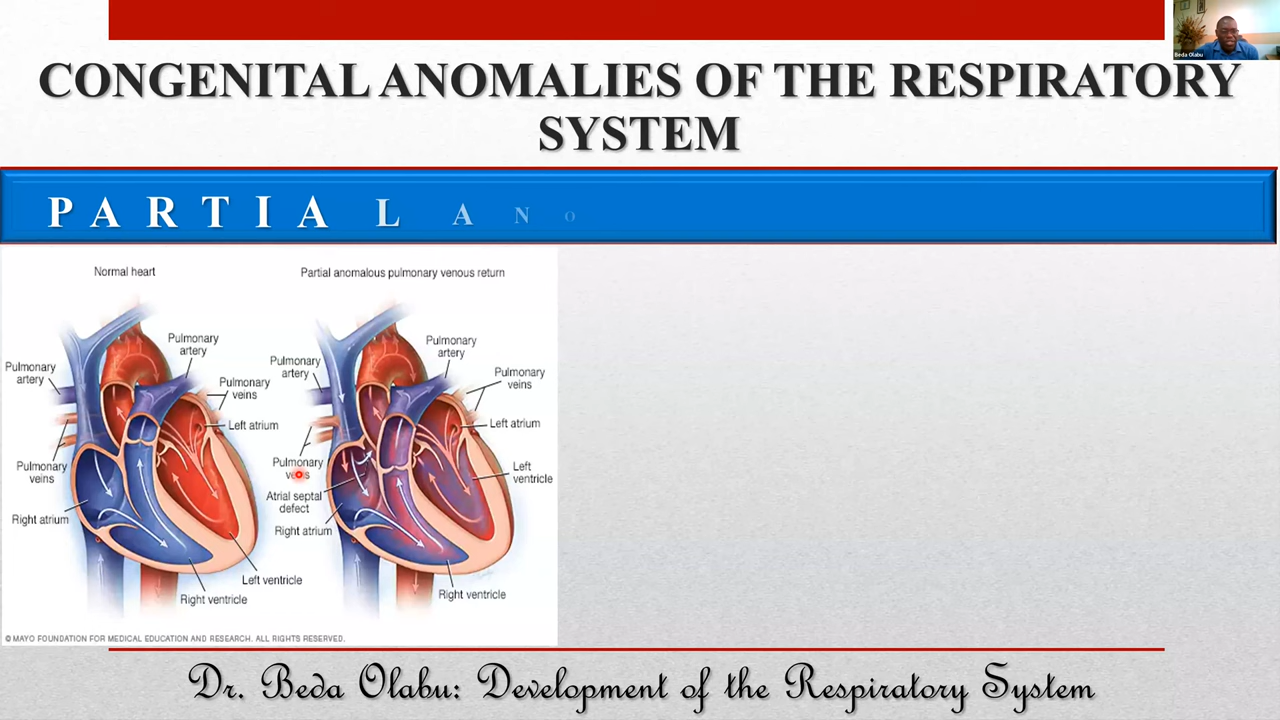 Beda Olabu
CONGENITAL ANOMALIES OF THE RESPIRATORY
SYSTEM
PARTIAL ANO
Normal heart
Pulmonary
artery
Pulmonary
artery
Pulmonary
veins
Left atrium
Pulmonary
veins
Right atrium
Left ventricle
Right ventricle
Partial anomalous pulmonary venous return
Pulmonary
artery
Pulmonary
artery
Pulmonary
veins
Left atrium
Pulmonary
veins
Left
ventricle
Atrial septal
defect
Right atrium
Right ventricle
© MAYO FOUNDATION FOR MEDICAL EDUCATION AND RESEARCH. ALL RIGHTS RESERVED.
Dr. Beda Olabu: Development of the Respiratory System